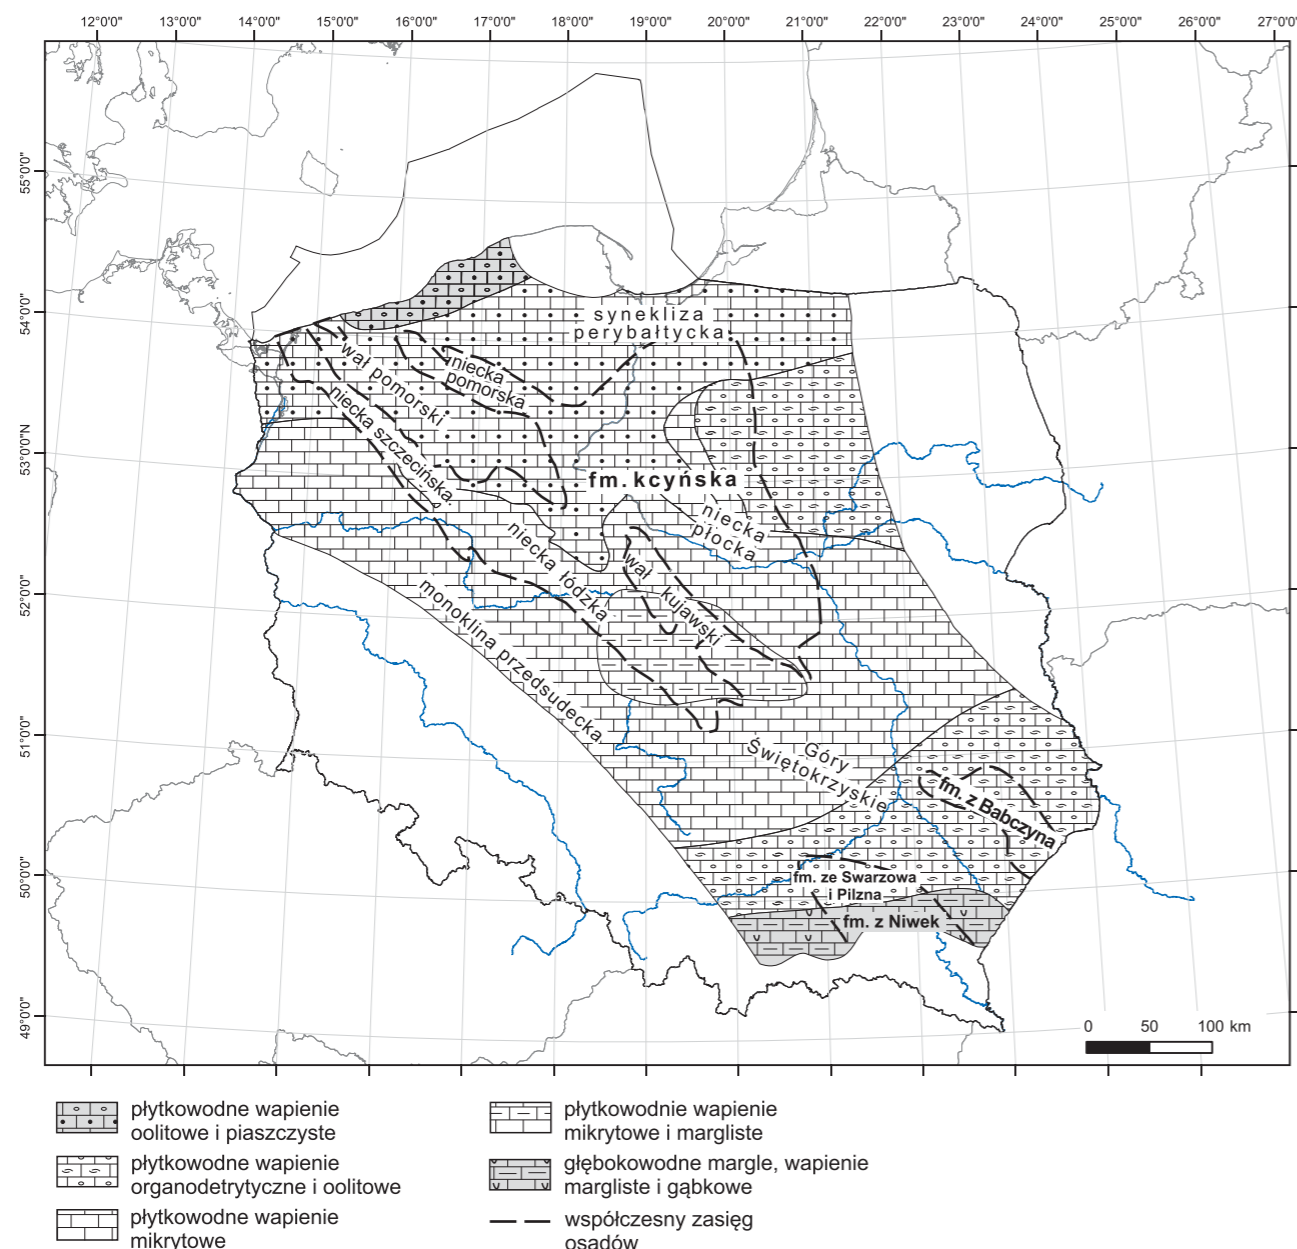 12°0'0" 13°0'0" 14°0'0" 15°0'0" 16°0'0" 17°0'0" 18°0'0" 19°0'0" 20°0'0" 21°0'0" 22°0'0" 23°0'0" 24°0'0" 25°0'0" 26°0'0" 27°0'0"
55°0'0"
54°0'0"
53°0'0"N
52°0'0"
51°0'0"
50°0'0"
49°0'0"
synekliza
perybałtycka
wał pomorski
niecka
pomorska
niecka szczecińska
fm. kcyńska
niecka
płocka
niecka łódzka
wał kujawski
monoklina przedsudecka
Góry
Świętokrzyskie
fm. z Babczyna
fm. ze Swarzowa
i Pilzna
fm. z Niwek
0 50 100 km
płytkowodne wapienie
oolitowe i piaszczyste
płytkowodne wapienie
organodetrytyczne i oolitowe
płytkowodne wapienie
mikrytowe
płytkowodnie wapienie
mikrytowe i margliste
głębokowodne margle, wapienie
margliste i gąbkowe
współczesny zasięg
osadów